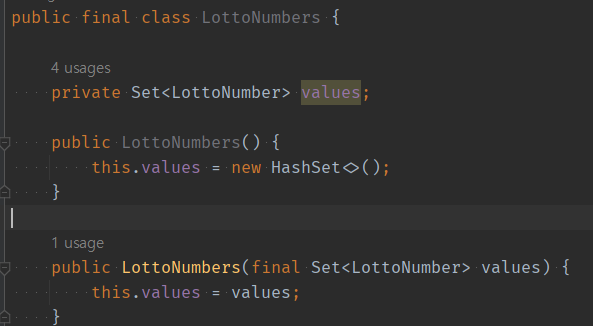 public final class LottoNumbers {
4 usages
private Set<LottoNumber> values;
public LottoNumbers() {
this.values = new HashSet<>();
}
1 usage
public LottoNumbers(final Set<LottoNumber> values) {
this.values = values;
}